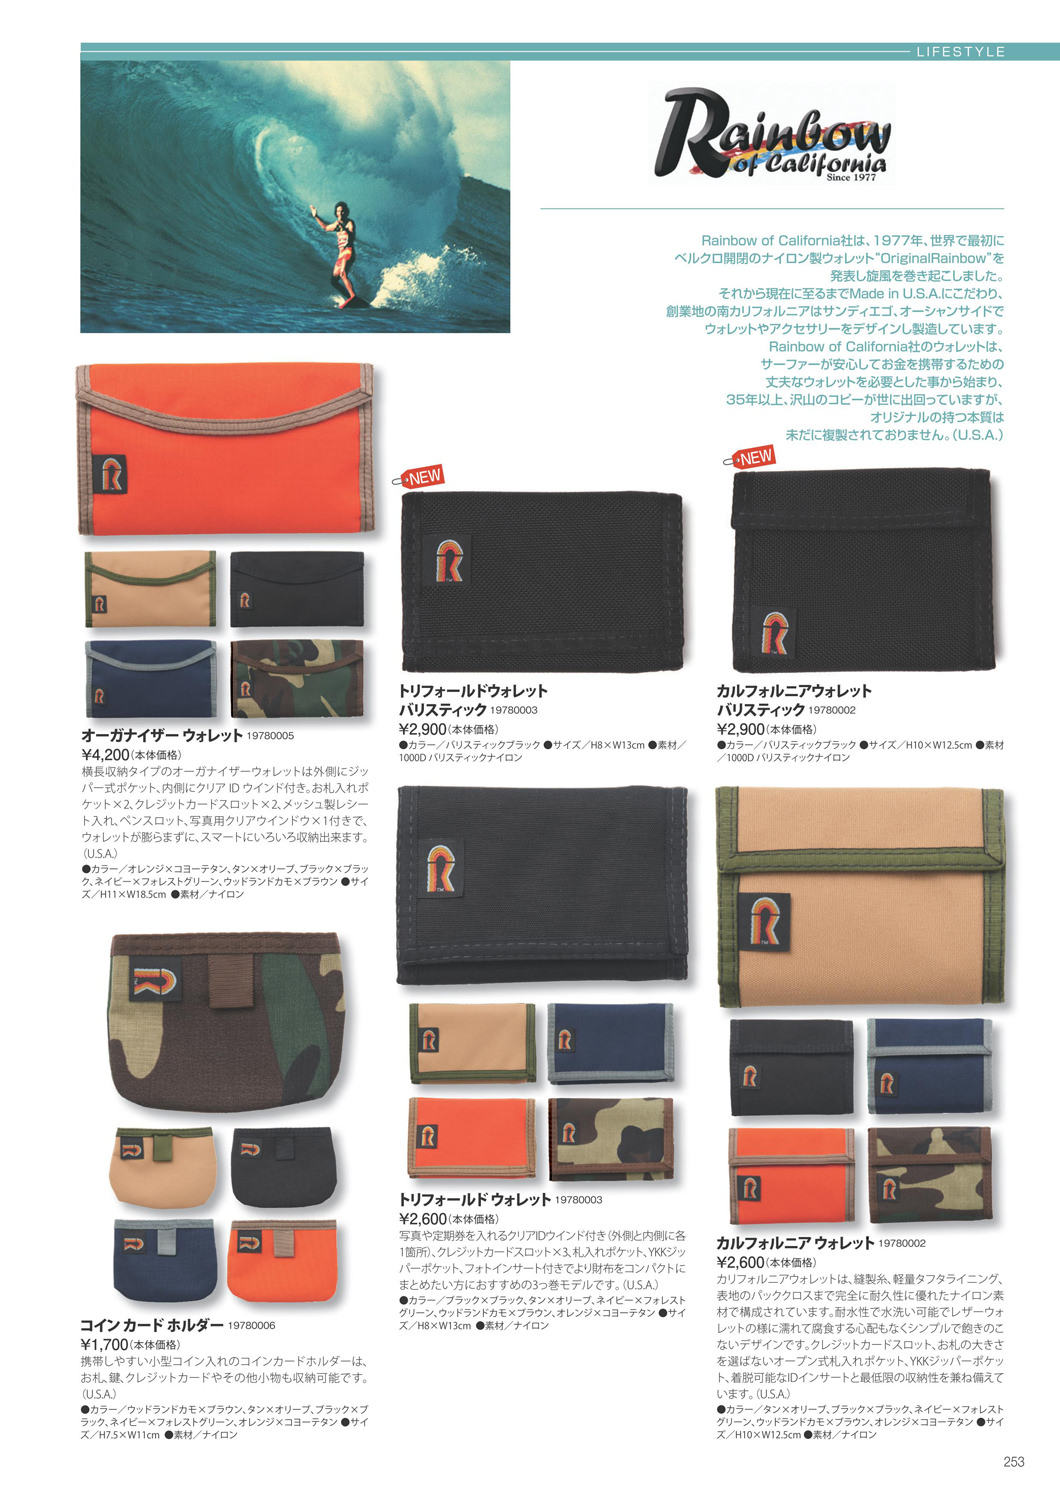 LIFESTYLE
Rainbow
of California
Since 1977
Rainbow of California社は、1977年、世界で最初に
ベルクロ開閉のナイロン製ウォレット"OriginalRainbow"を
発表し旋風を巻き起こしました。
それから現在に至るまでMade in U.S.A.にこだわり、
創業地の南カリフォルニアはサンディエゴ、オーシャンサイドで
ウォレットやアクセサリーをデザインし製造しています。
Rainbow of California社のウォレットは、
サーファーが安心してお金を携帯するための
丈夫なウォレットを必要とした事から始まり、
35年以上、沢山のコピーが世に出回っていますが、
オリジナルの持つ本質は
未だに複製されておりません。（U.S.A.）
オーガナイザー ウォレット 19780005
¥4,200（本体価格）
横長収納タイプのオーガナイザーウォレットは外側にジッ
パー式ポケット、内側にクリア ID ウインド付き。お札入れポ
ケット×2、クレジットカードスロット×2、メッシュ製レシー
ト入れ、ペンスロット、写真用クリアウインドウ×1付きで、
ウォレットが膨らまずに、スマートにいろいろ収納出来ます。
（U.S.A.）
●カラー／オレンジ×コヨーテタン、タン×オリーブ、ブラック×ブラッ
ク、ネイビー×フォレストグリーン、ウッドランドカモ×ブラウン ●サイ
ズ／H11×W18.5cm ●素材／ナイロン
コイン カード ホルダー 19780006
¥1,700（本体価格）
携帯しやすい小型コイン入れのコインカードホルダーは、
お札、鍵、クレジットカードやその他小物も収納可能です。
（U.S.A.）
●カラー／ウッドランドカモ×ブラウン、タン×オリーブ、ブラック×ブ
ラック、ネイビー×フォレストグリーン、オレンジ×コヨーテタン ●サイ
ズ／H7.5×W11cm ●素材／ナイロン
NEW
トリフォールドウォレット
バリスティック 19780003
¥2,900（本体価格）
●カラー／バリスティックブラック ●サイズ／H8×W13cm ●素材／
1000D バリスティックナイロン
トリフォールド ウォレット 19780003
¥2,600（本体価格）
写真や定期券を入れるクリアIDウインド付き（外側と内側に各
1箇所）、クレジットカードスロット×3、札入れポケット、YKKジッ
パーポケット、フォトインサート付きでより財布をコンパクトに
まとめたい方におすすめの3っ巻モデルです。（U.S.A.）
●カラー／ブラック×ブラック、タン×オリーブ、ネイビー×フォレスト
グリーン、ウッドランドカモ×ブラウン、オレンジ×コヨーテタン ●サイ
ズ／H8×W13cm ●素材／ナイロン
NEW
カルフォルニアウォレット
バリスティック 19780002
¥2,900（本体価格）
●カラー／バリスティックブラック ●サイズ／H10×W12.5cm ●素材
／1000D バリスティックナイロン
カルフォルニア ウォレット 19780002
¥2,600（本体価格）
カリフォルニアウォレットは、縫製糸、軽量タフタライニング、
表地のパッククロスまで完全に耐久性に優れたナイロン素
材で構成されています。耐水性で水洗い可能でレザーウォ
レットの様に濡れて腐食する心配もなくシンプルで飽きのこ
ないデザインです。クレジットカードスロット、お札の大きさ
を選ばないオープン式札入れポケット、YKKジッパーポケッ
ト、着脱可能なIDインサートと最低限の収納性を兼ね備えて
います。（U.S.A.）
●カラー／タン×オリーブ、ブラック×ブラック、ネイビー×フォレスト
グリーン、ウッドランドカモ×ブラウン、オレンジ×コヨーテタン ●サイ
ズ／H10×W12.5cm ●素材／ナイロン
253